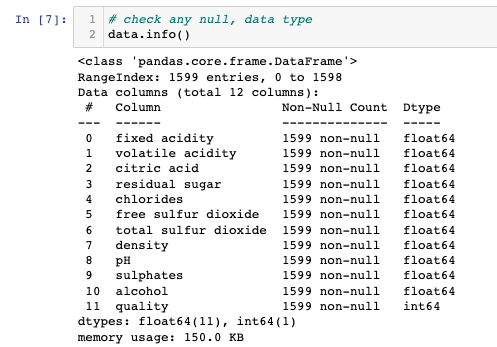 In [7]:
1 # check any null, data type
2 data.info()
<class 'pandas.core.frame.DataFrame'>
RangeIndex: 1599 entries, 0 to 1598
Data columns (total 12 columns):
 #   Column                Non-Null Count  Dtype
---  ------                --------------  -----
 0   fixed acidity         1599 non-null   float64
 1   volatile acidity      1599 non-null   float64
 2   citric acid           1599 non-null   float64
 3   residual sugar        1599 non-null   float64
 4   chlorides             1599 non-null   float64
 5   free sulfur dioxide   1599 non-null   float64
 6   total sulfur dioxide  1599 non-null   float64
 7   density               1599 non-null   float64
 8   pH                    1599 non-null   float64
 9   sulphates             1599 non-null   float64
 10  alcohol               1599 non-null   float64
 11  quality               1599 non-null   int64
dtypes: float64(11), int64(1)
memory usage: 150.0 KB